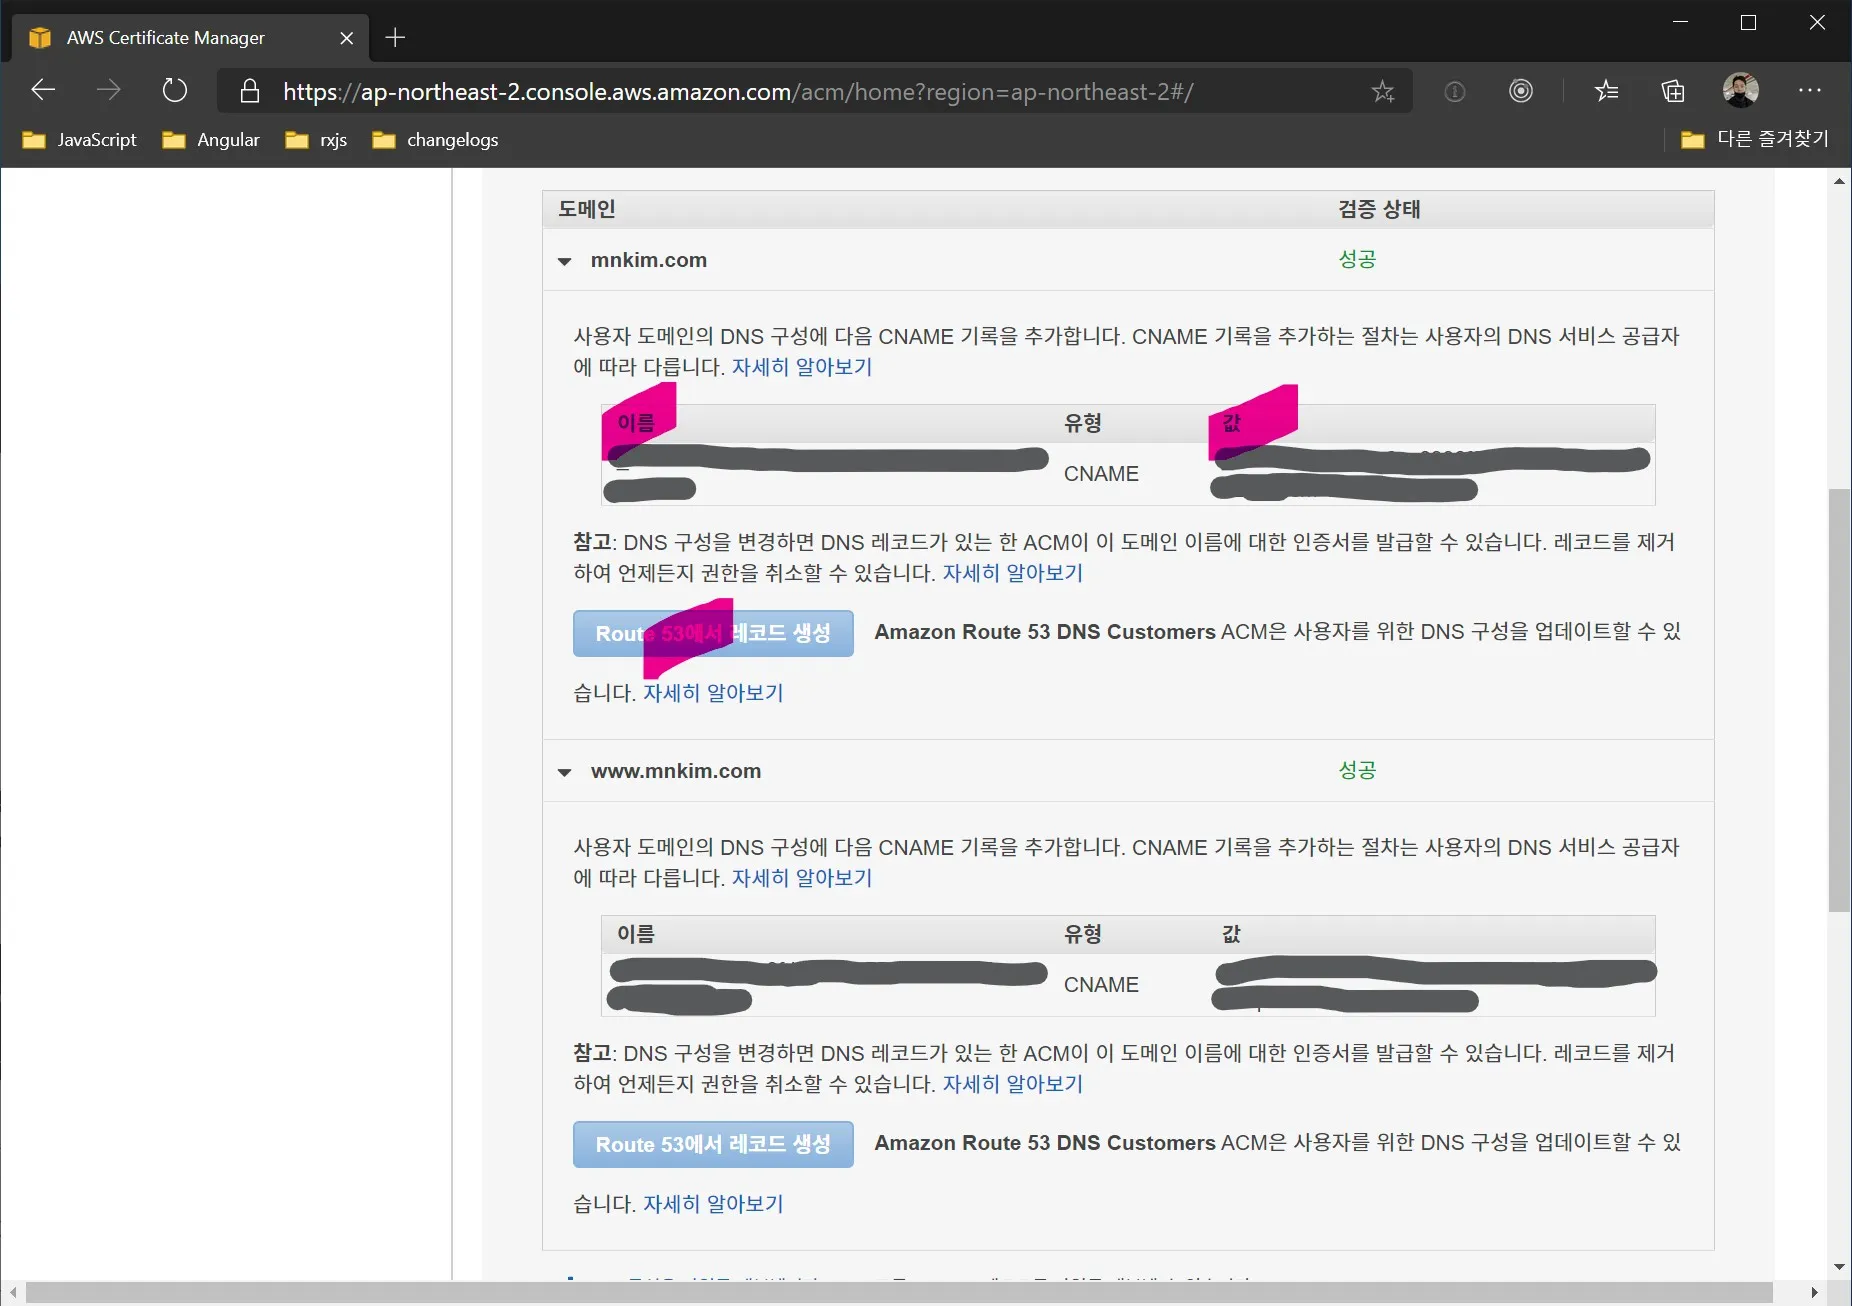 AWS Certificate Manager
https://ap-northeast-2.console.aws.amazon.com/acm/home?region=ap-northeast-2#/
JavaScript Angular rxjs changelogs 다른 즐겨찾기
도메인 검증 상태
mnkim.com 성공
사용자 도메인의 DNS 구성에 다음 CNAME 기록을 추가합니다. CNAME 기록을 추가하는 절차는 사용자의 DNS 서비스 공급자
에 따라 다릅니다. 자세히 알아보기
이름 유형 값
CNAME
참고: DNS 구성을 변경하면 DNS 레코드가 있는 한 ACM이 이 도메인 이름에 대한 인증서를 발급할 수 있습니다. 레코드를 제거
하여 언제든지 권한을 취소할 수 있습니다. 자세히 알아보기
Route 53에서 레코드 생성 Amazon Route 53 DNS Customers ACM은 사용자를 위한 DNS 구성을 업데이트할 수 있
습니다. 자세히 알아보기
www.mnkim.com 성공
사용자 도메인의 DNS 구성에 다음 CNAME 기록을 추가합니다. CNAME 기록을 추가하는 절차는 사용자의 DNS 서비스 공급자
에 따라 다릅니다. 자세히 알아보기
이름 유형 값
CNAME
참고: DNS 구성을 변경하면 DNS 레코드가 있는 한 ACM이 이 도메인 이름에 대한 인증서를 발급할 수 있습니다. 레코드를 제거
하여 언제든지 권한을 취소할 수 있습니다. 자세히 알아보기
Route 53에서 레코드 생성 Amazon Route 53 DNS Customers ACM은 사용자를 위한 DNS 구성을 업데이트할 수 있
습니다. 자세히 알아보기